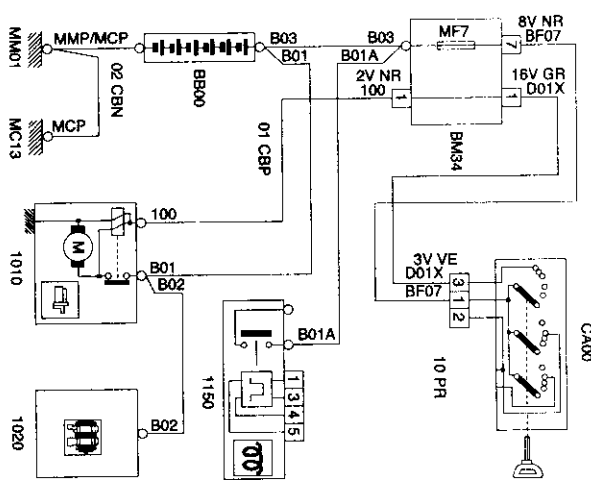 MM01
MMP/MCP
02 CBN
MC13
MCP
BB00
B03
B01
B03
B01A
MF7
7
8V NR
BF07
2V NR
100
1
1
16V GR
D01X
BM34
01 CBP
1010
M
100
B01
B02
B01A
1150
1
3
4
5
1020
B02
3V VE
D01X
BF07
3
1
2
10 PR
CA00